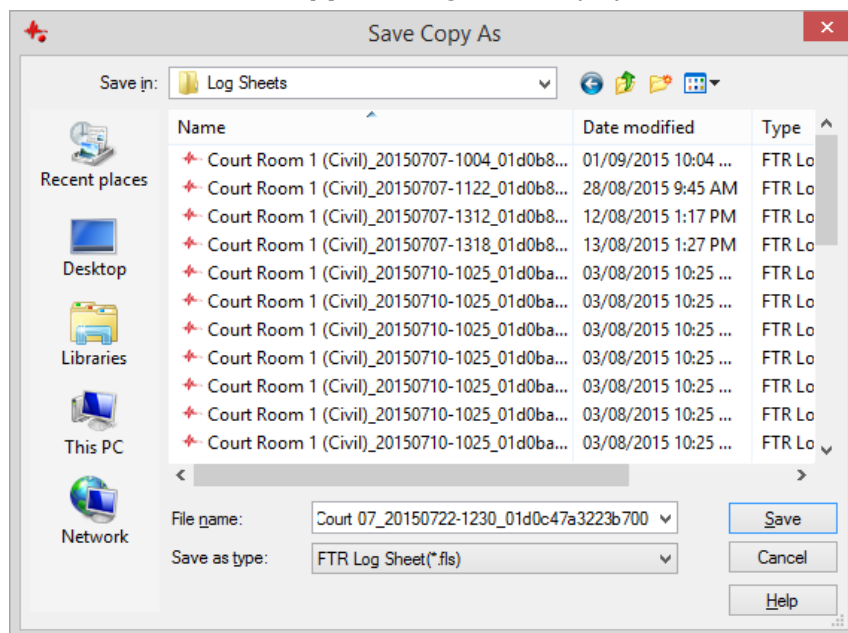 Save Copy As
Save in: Log Sheets
Name Date modified Type
Court Room 1 (Civil)_20150707-1004_01d0b8... 01/09/2015 10:04 ... FTR Lo
Court Room 1 (Civil)_20150707-1122_01d0b8... 28/08/2015 9:45 AM FTR Lo
Court Room 1 (Civil)_20150707-1312_01d0b8... 12/08/2015 1:17 PM FTR Lo
Court Room 1 (Civil)_20150707-1318_01d0b8... 13/08/2015 1:27 PM FTR Lo
Court Room 1 (Civil)_20150710-1025_01d0ba... 03/08/2015 10:25 ... FTR Lo
Court Room 1 (Civil)_20150710-1025_01d0ba... 03/08/2015 10:25 ... FTR Lo
Court Room 1 (Civil)_20150710-1025_01d0ba... 03/08/2015 10:25 ... FTR Lo
Court Room 1 (Civil)_20150710-1025_01d0ba... 03/08/2015 10:25 ... FTR Lo
Court Room 1 (Civil)_20150710-1025_01d0ba... 03/08/2015 10:25 ... FTR Lo
Court Room 1 (Civil)_20150710-1025_01d0ba... 03/08/2015 10:25 ... FTR Lo
Court Room 1 (Civil)_20150710-1025_01d0ba... 03/08/2015 10:25 ... FTR Lo
Recent places
Desktop
Libraries
This PC
Network
File name: Court 07_20150722-1230_01d0c47a3223b700 Save
Save as type: FTR Log Sheet(*.fls) Cancel
Help